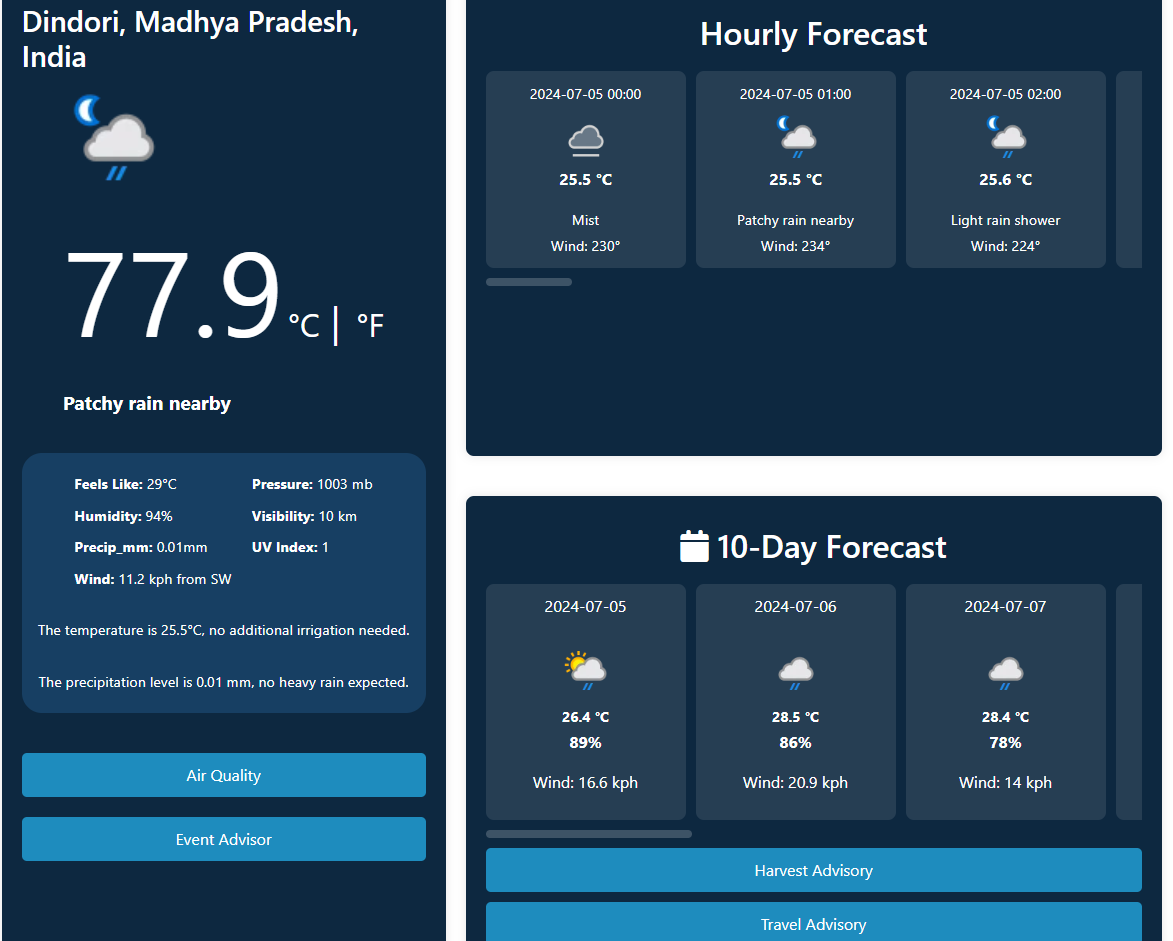 Dindori, Madhya Pradesh,
India
77.9 °C | °F
Patchy rain nearby
Feels Like: 29°C
Pressure: 1003 mb
Humidity: 94%
Visibility: 10 km
Precip_mm: 0.01mm
UV Index: 1
Wind: 11.2 kph from SW
The temperature is 25.5°C, no additional irrigation needed.
The precipitation level is 0.01 mm, no heavy rain expected.
Air Quality
Event Advisor
Hourly Forecast
2024-07-05 00:00
25.5 °C
Mist
Wind: 230°
2024-07-05 01:00
25.5 °C
Patchy rain nearby
Wind: 234°
2024-07-05 02:00
25.6 °C
Light rain shower
Wind: 224°
10-Day Forecast
2024-07-05
26.4 °C
89%
Wind: 16.6 kph
2024-07-06
28.5 °C
86%
Wind: 20.9 kph
2024-07-07
28.4 °C
78%
Wind: 14 kph
Harvest Advisory
Travel Advisory